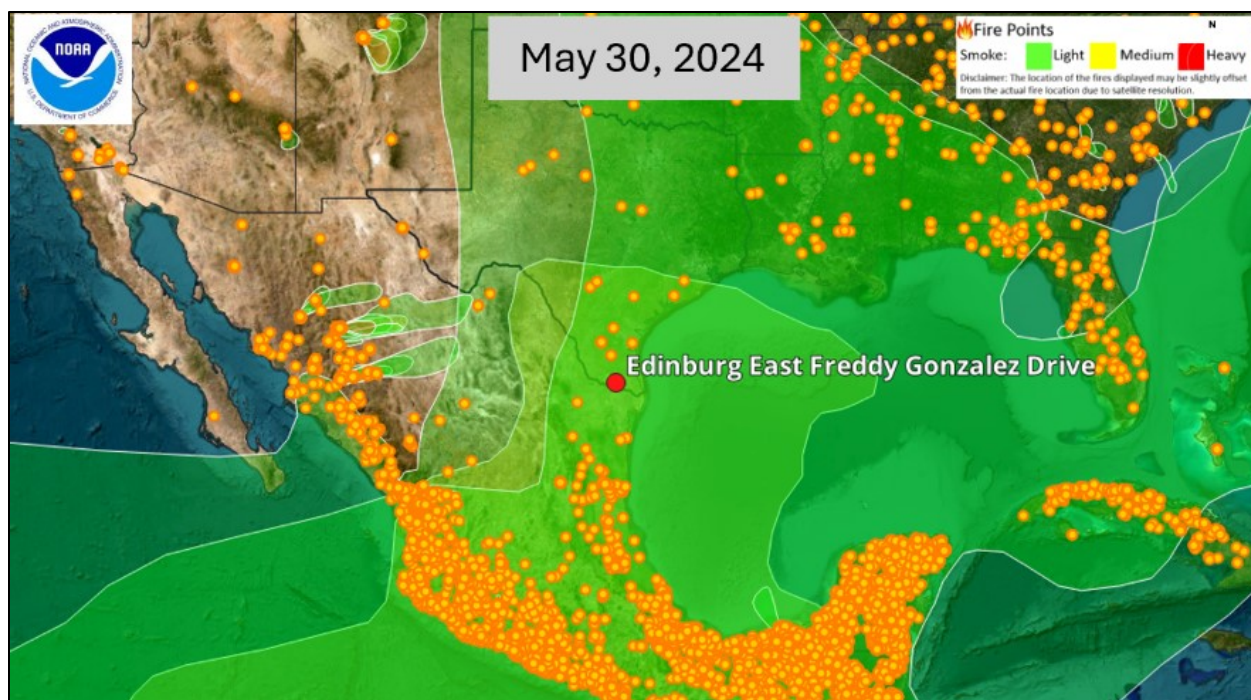 NATIONAL OCEANIC AND ATMOSPHERIC ADMINISTRATION
NOAA
U.S. DEPARTMENT OF COMMERCE
May 30, 2024
Fire Points
N
Smoke: Light Medium Heavy
Disclaimer: The location of the fires displayed may be slightly offset
from the actual fire location due to satellite resolution.
Edinburg East Freddy Gonzalez Drive